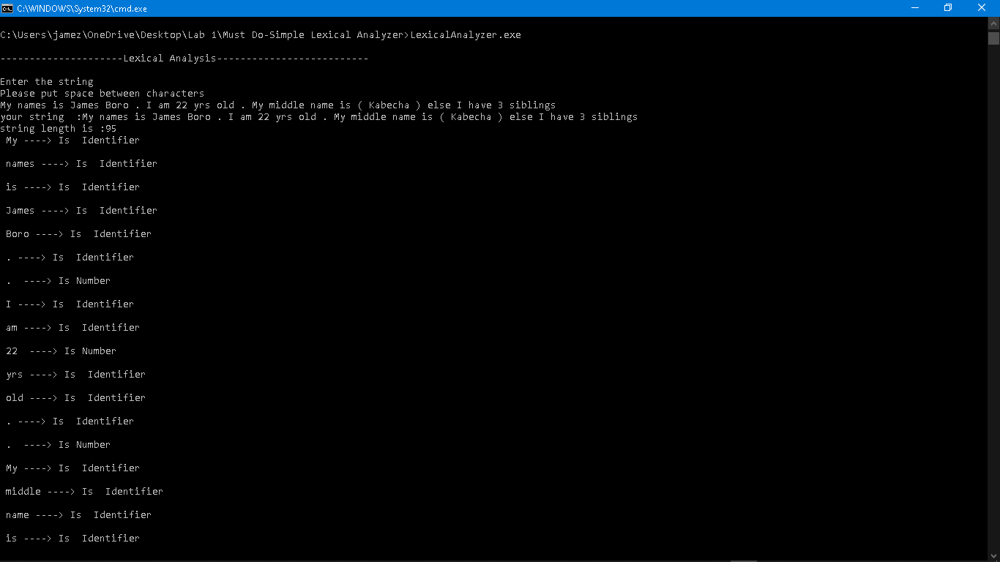 C:\WINDOWS\System32\cmd.exe
C:\Users\jamez\OneDrive\Desktop\Lab 1\Must Do-Simple Lexical Analyzer>LexicalAnalyzer.exe
---------------------Lexical Analysis--------------------------
Enter the string
Please put space between characters
My names is James Boro . I am 22 yrs old . My middle name is ( Kabecha ) else I have 3 siblings
your string  :My names is James Boro . I am 22 yrs old . My middle name is ( Kabecha ) else I have 3 siblings
string length is :95
 My ----> Is  Identifier
 names ----> Is  Identifier
 is ----> Is  Identifier
 James ----> Is  Identifier
 Boro ----> Is  Identifier
 . ----> Is  Identifier
 .  ----> Is Number
 I ----> Is  Identifier
 am ----> Is  Identifier
 22  ----> Is Number
 yrs ----> Is  Identifier
 old ----> Is  Identifier
 . ----> Is  Identifier
 .  ----> Is Number
 My ----> Is  Identifier
 middle ----> Is  Identifier
 name ----> Is  Identifier
 is ----> Is  Identifier